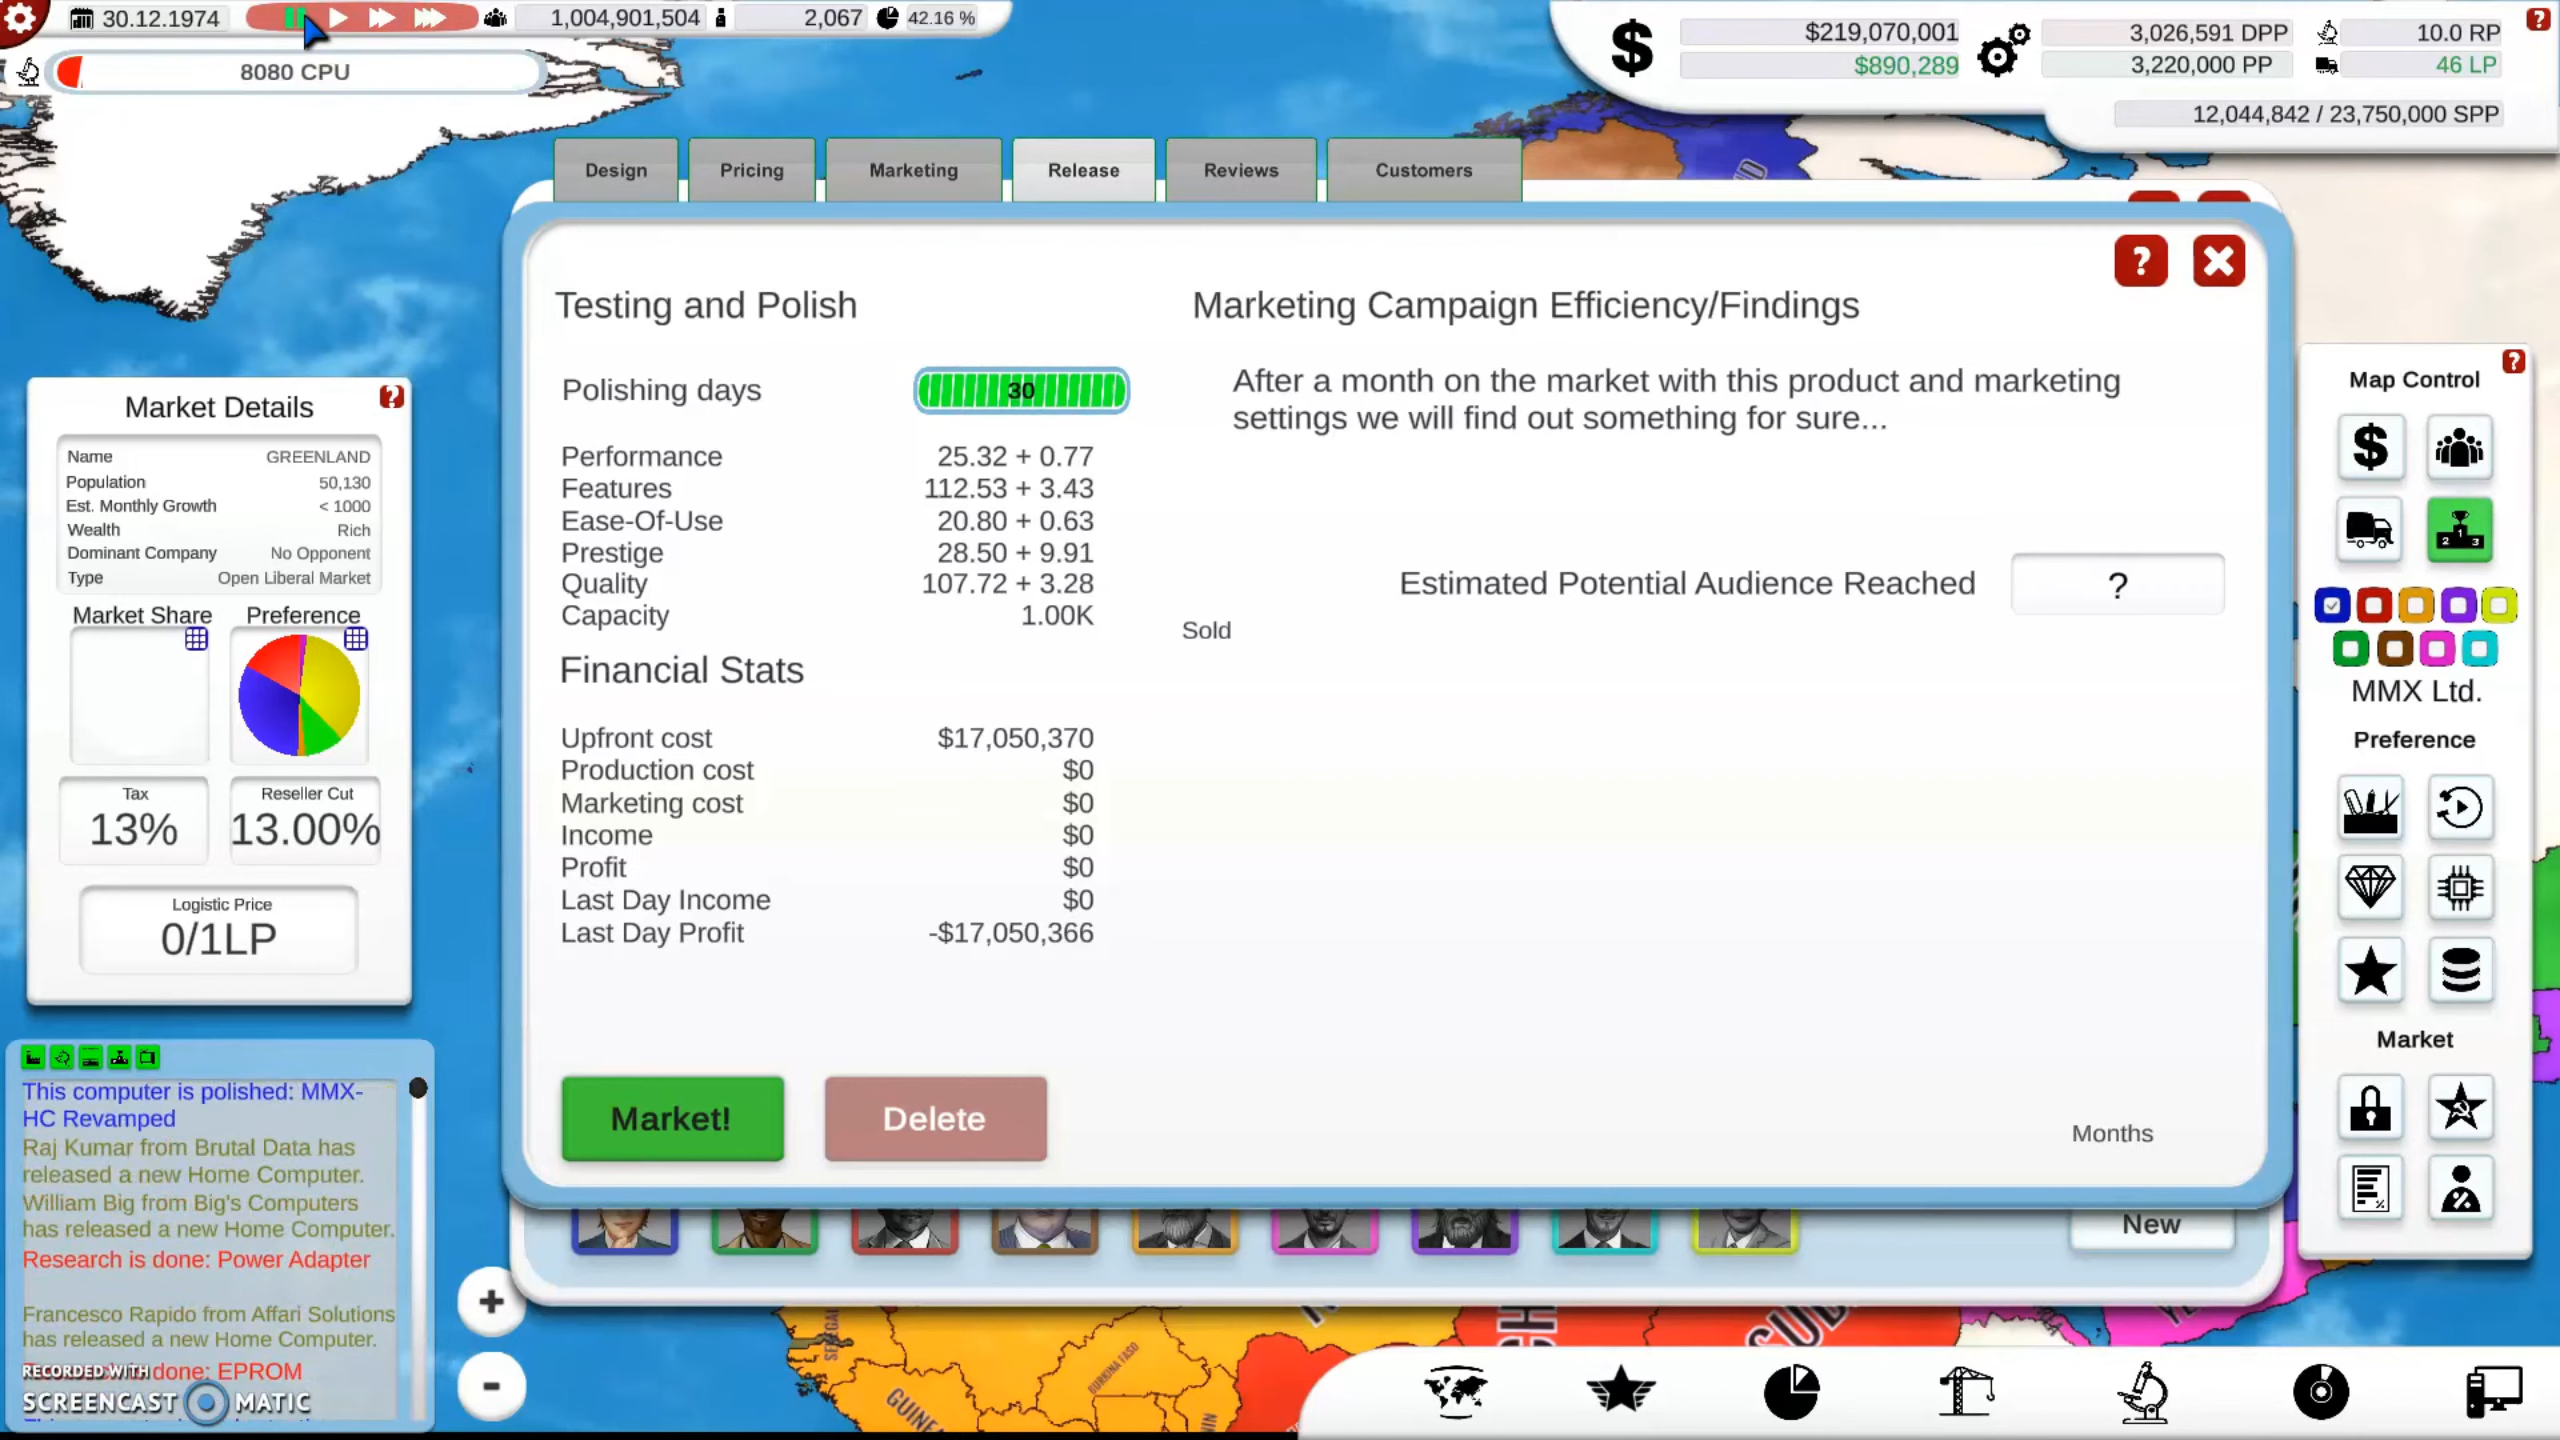 30.12.1974
1,004,901,504
2,067
42.16 %
8080 CPU
$219,070,001
$890,289
3,026,591 DPP
3,220,000 PP
10.0 RP
46 LP
12,044,842 / 23,750,000 SPP
?
Design
Pricing
Marketing
Release
Reviews
Customers
?
Testing and Polish
Polishing days
30
Performance 25.32 + 0.77
Features 112.53 + 3.43
Ease-Of-Use 20.80 + 0.63
Prestige 28.50 + 9.91
Quality 107.72 + 3.28
Capacity 1.00K
Financial Stats
Upfront cost $17,050,370
Production cost $0
Marketing cost $0
Income $0
Profit $0
Last Day Income $0
Last Day Profit -$17,050,366
Market!
Delete
Marketing Campaign Efficiency/Findings
After a month on the market with this product and marketing
settings we will find out something for sure...
Estimated Potential Audience Reached
?
Sold
Months
New
Market Details
?
Name GREENLAND
Population 50,130
Est. Monthly Growth < 1000
Wealth Rich
Dominant Company No Opponent
Type Open Liberal Market
Market Share
Preference
Tax
13%
Reseller Cut
13.00%
Logistic Price
0/1LP
This computer is polished: MMX-
HC Revamped
Raj Kumar from Brutal Data has
released a new Home Computer.
William Big from Big's Computers
has released a new Home Computer.
Research is done: Power Adapter
Francesco Rapido from Affari Solutions
has released a new Home Computer.
done: EPROM
RECORDED WITH
SCREENCAST MATIC
+
-
Map Control
?
1
2
3
MMX Ltd.
Preference
Market
BURKINA FASO